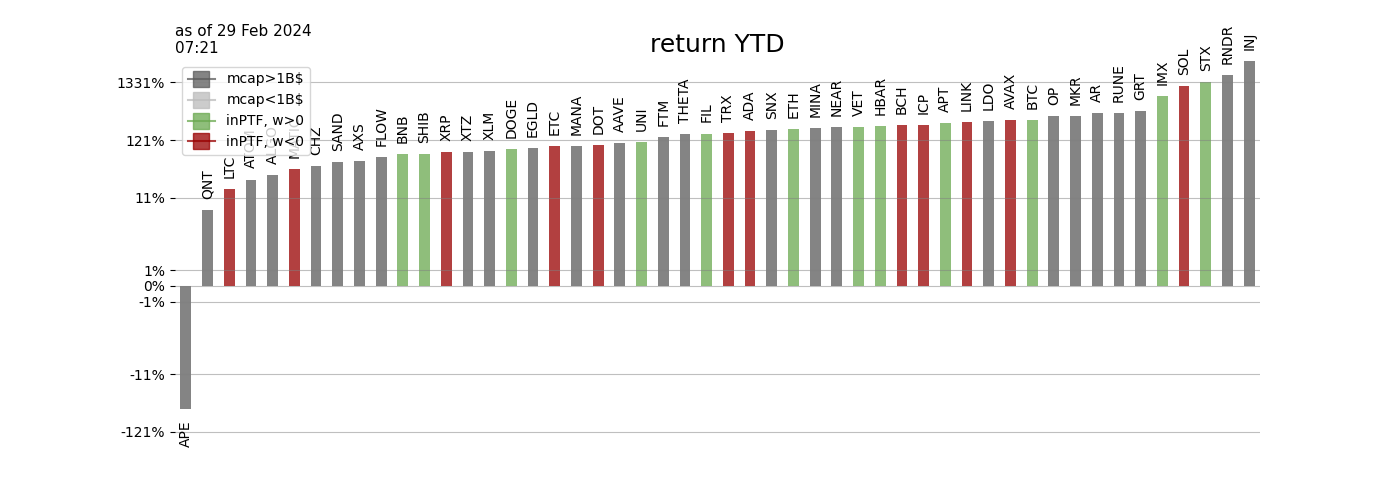 as of 29 Feb 2024
07:21
return YTD
mcap>1B$
mcap<1B$
inPTF, w>0
inPTF, w<0
1331%
121%
11%
1%
0%
-1%
-11%
-121%
APE
QNT
LTC
CHZ
SAND
AXS
FLOW
BNB
SHIB
XRP
XTZ
XLM
DOGE
EGLD
ETC
MANA
DOT
AAVE
UNI
FTM
THETA
FIL
TRX
ADA
SNX
ETH
MINA
NEAR
VET
HBAR
BCH
ICP
APT
LINK
LDO
AVAX
BTC
OP
MKR
AR
RUNE
GRT
IMX
SOL
STX
RNDR
INJ